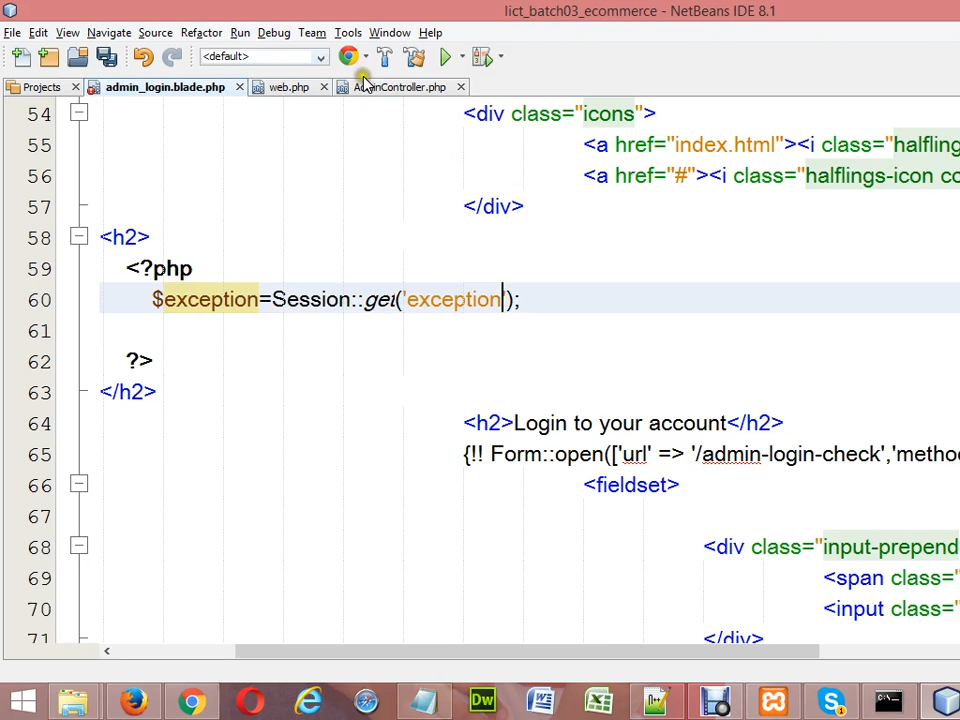 lict_batch03_ecommerce - NetBeans IDE 8.1
File Edit View Navigate Source Refactor Run Debug Team Tools Window Help
<default>
Projects admin_login.blade.php web.php AdminController.php
54 <div class="icons">
55 <a href="index.html"><i class="halfling
56 <a href="#"><i class="halflings-icon co
57 </div>
58 <h2>
59 <?php
60 $exception=Session::get('exception');
61
62 ?>
63 </h2>
64 <h2>Login to your account</h2>
65 {!! Form::open(['url' => '/admin-login-check','metho
66 <fieldset>
67
68 <div class="input-prepend
69 <span class="
70 <input class="
71 </div>